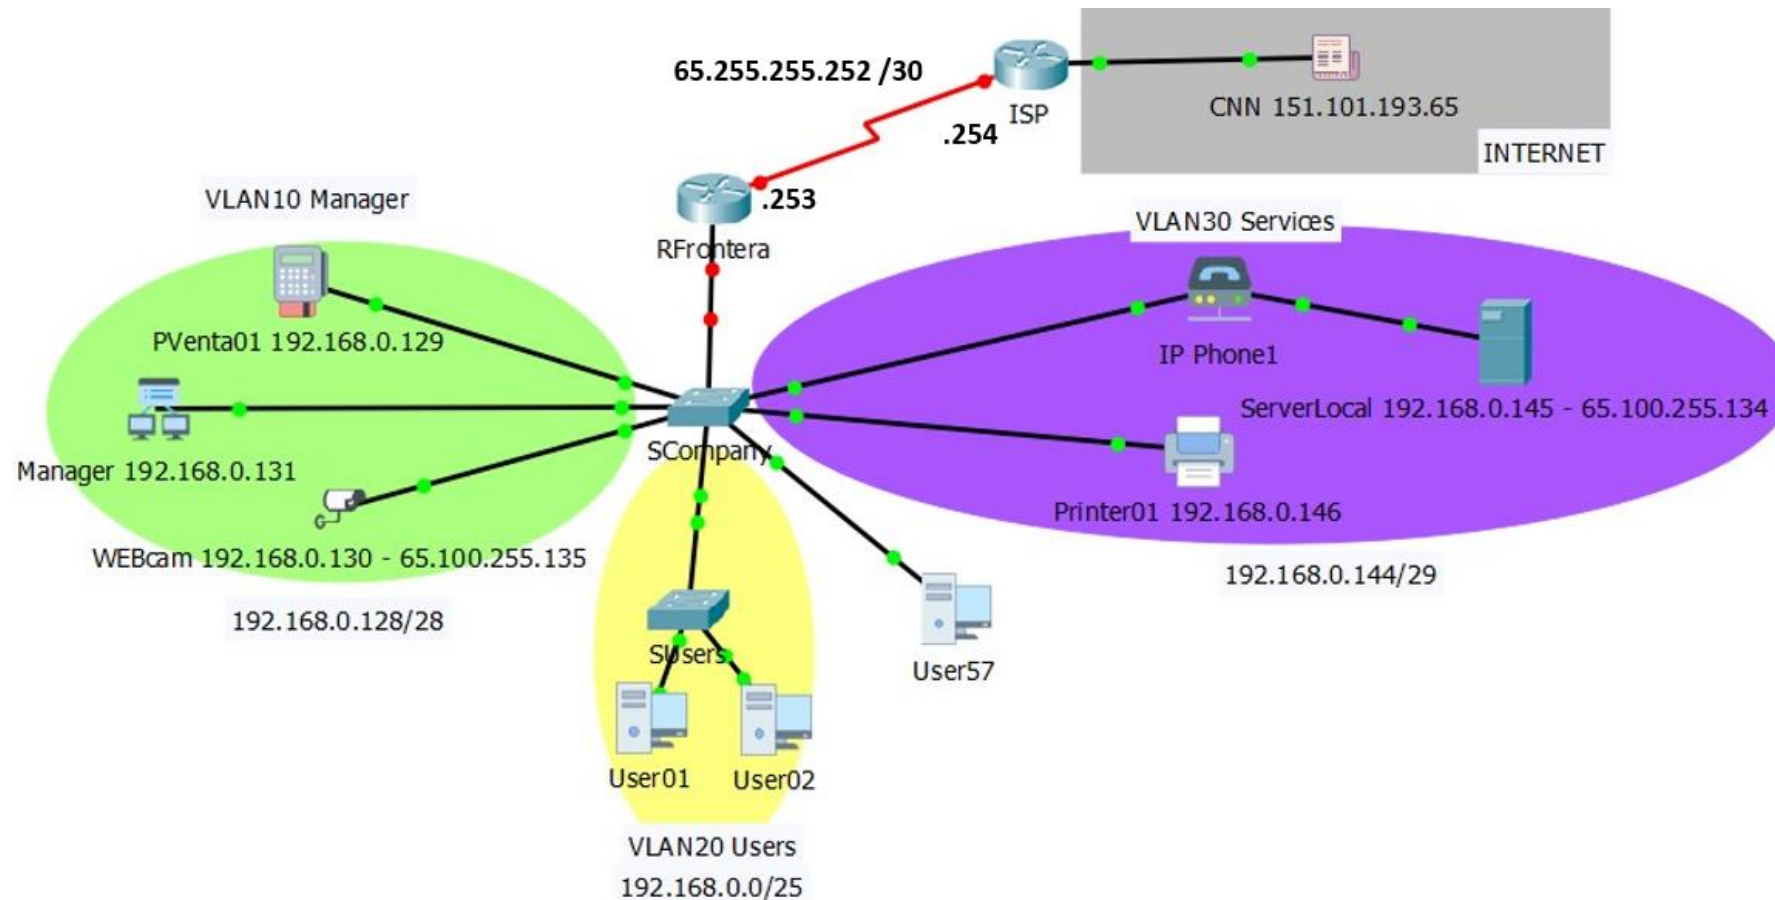 65.255.255.252 /30
ISP
.254
CNN 151.101.193.65
INTERNET
.253
RFrontera
VLAN10 Manager
PVenta01 192.168.0.129
Manager 192.168.0.131
WEBcam 192.168.0.130 - 65.100.255.135
192.168.0.128/28
SCompany
VLAN30 Services
IP Phone1
ServerLocal 192.168.0.145 - 65.100.255.134
Printer01 192.168.0.146
192.168.0.144/29
User57
SUsers
User01
User02
VLAN20 Users
192.168.0.0/25